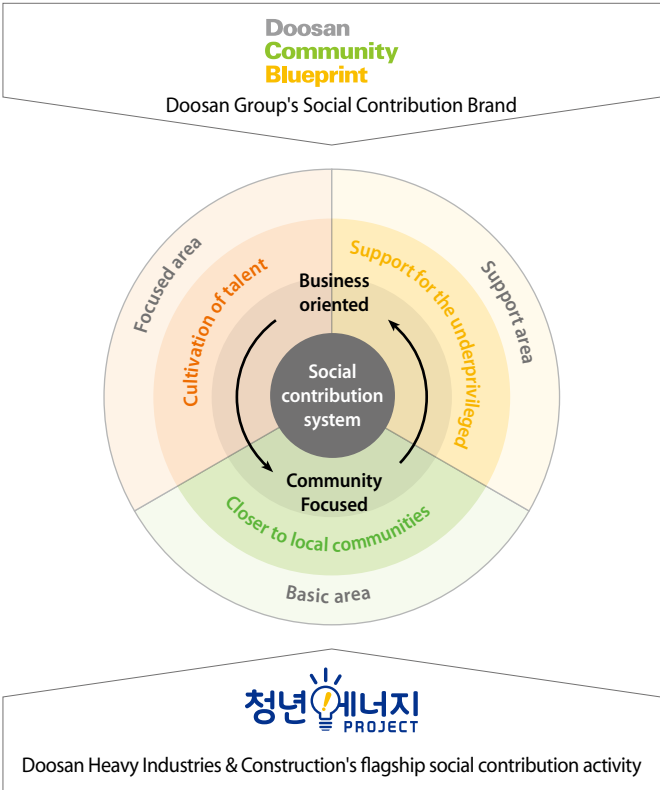 Doosan
Community
Blueprint
Doosan Group's Social Contribution Brand
Focused area
Cultivation of talent
Business
oriented
Support for the underprivileged
Support area
Social
contribution
system
Community
Focused
Closer to local communities
Basic area
청년에너지
PROJECT
Doosan Heavy Industries & Construction's flagship social contribution activity